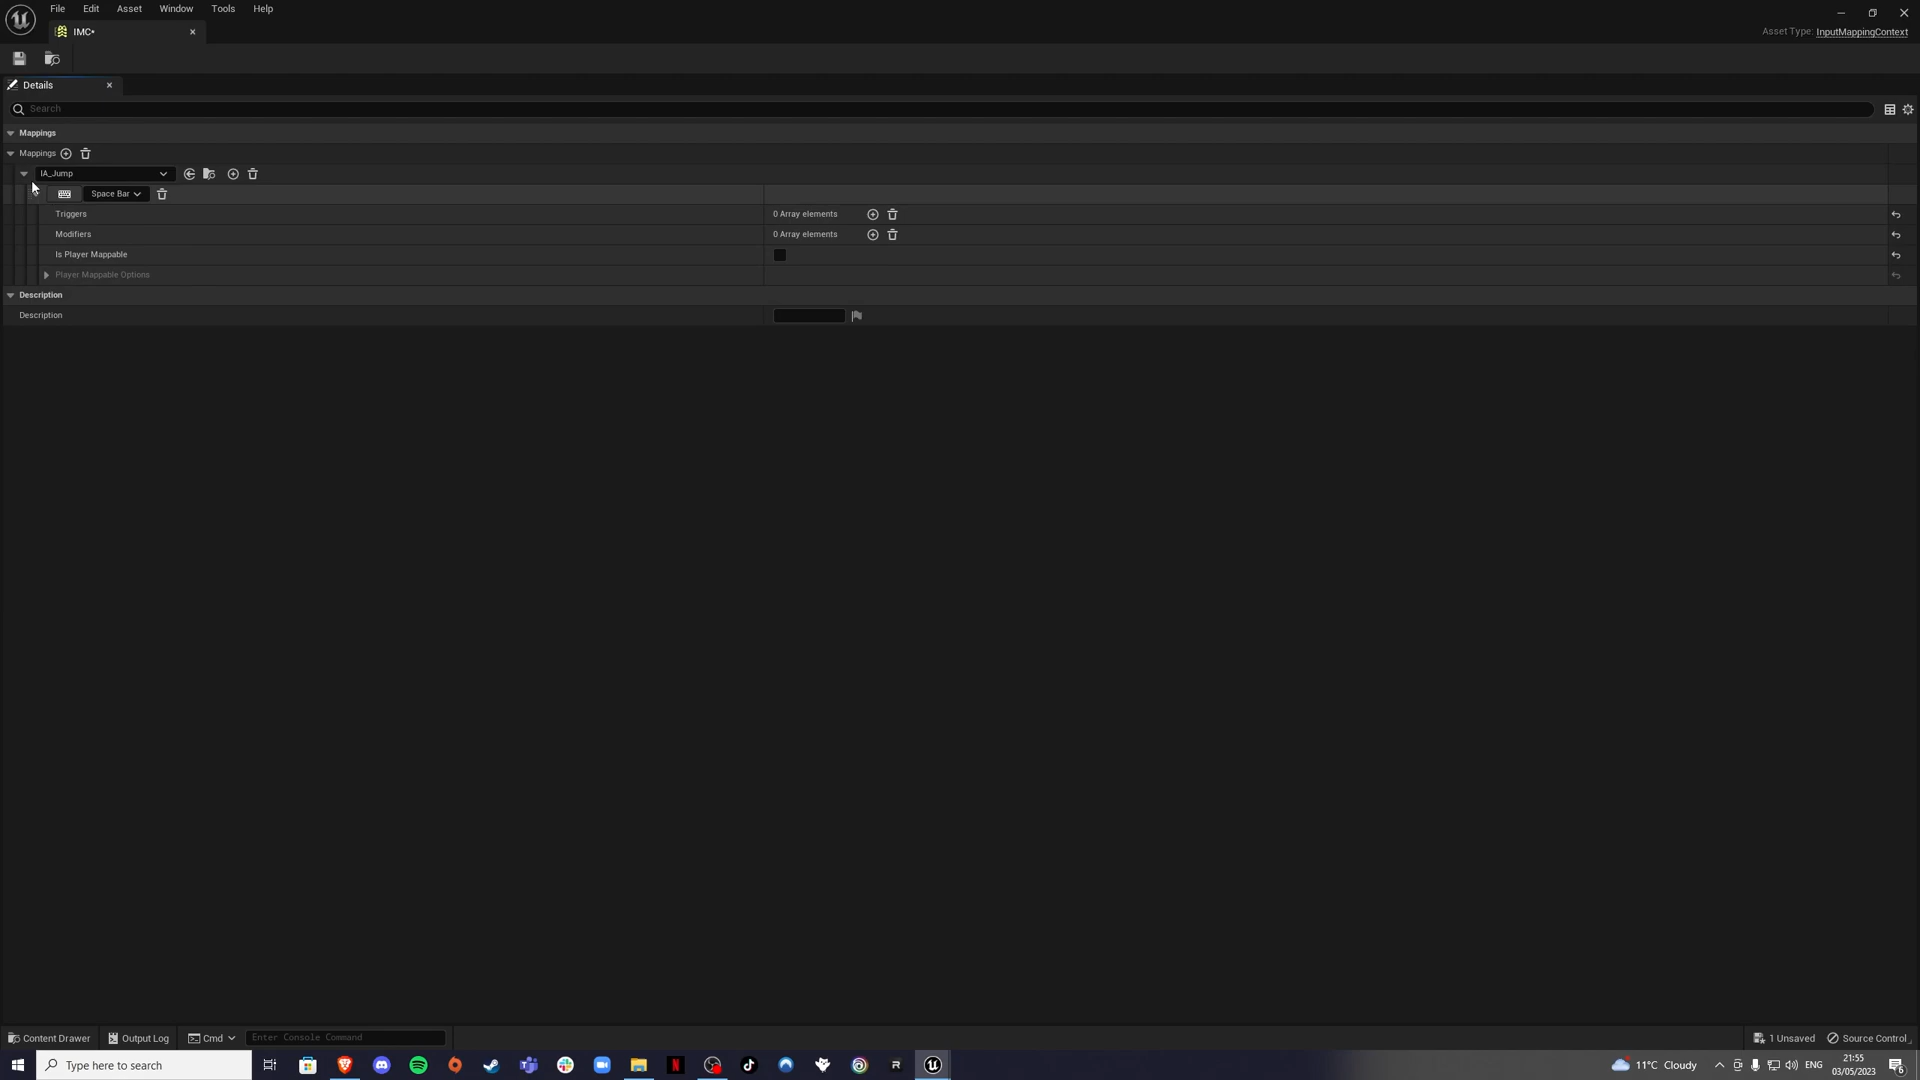 File Edit Asset Window Tools Help
IMC•
Asset Type: InputMappingContext
Details
Search
Mappings
Mappings
IA_Jump
Space Bar
Triggers 0 Array elements
Modifiers 0 Array elements
Is Player Mappable
Player Mappable Options
Description
Description
Content Drawer Output Log Cmd Enter Console Command 1 Unsaved Source Control
Type here to search 11°C Cloudy ENG 21:55
03/05/2023 6